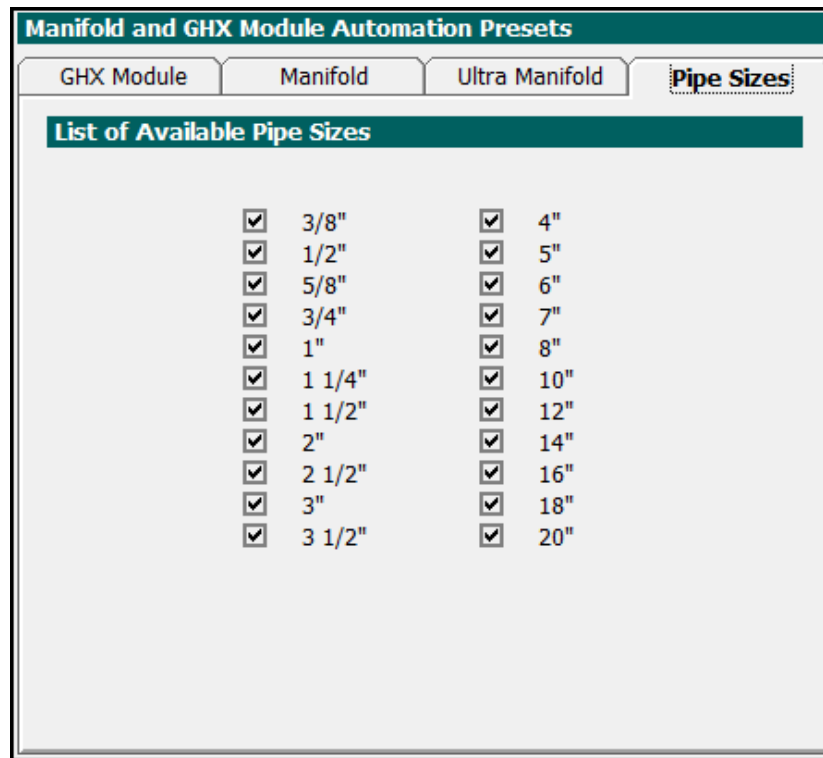 Manifold and GHX Module Automation Presets
GHX Module Manifold Ultra Manifold Pipe Sizes
List of Available Pipe Sizes
3/8" 4"
1/2" 5"
5/8" 6"
3/4" 7"
1" 8"
1 1/4" 10"
1 1/2" 12"
2" 14"
2 1/2" 16"
3" 18"
3 1/2" 20"